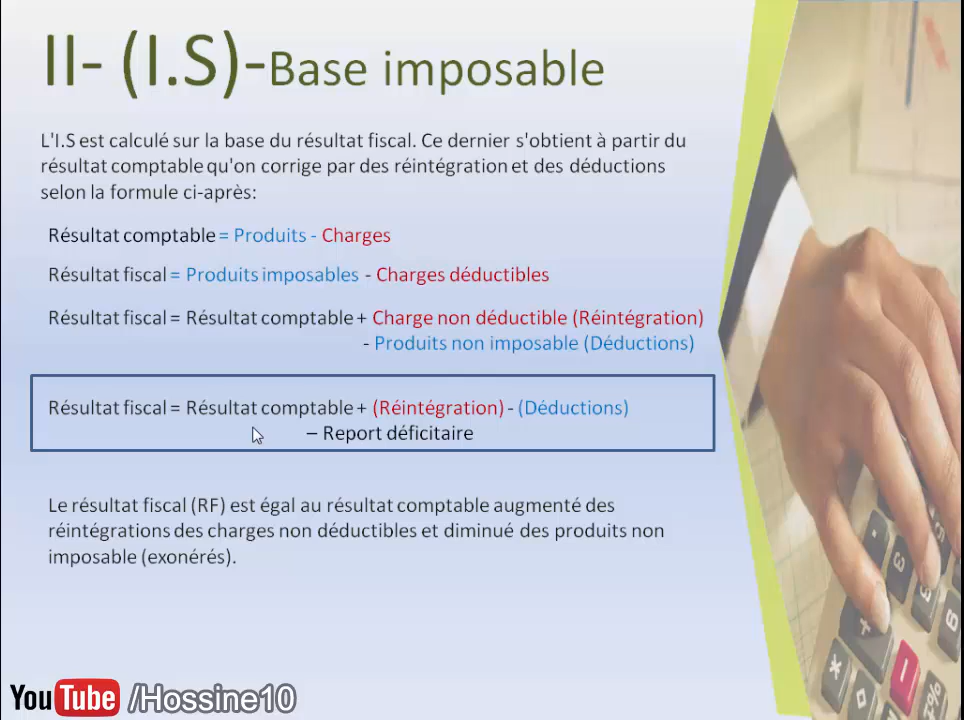 II- (I.S)-Base imposable
L'I.S est calculé sur la base du résultat fiscal. Ce dernier s'obtient à partir du
résultat comptable qu'on corrige par des réintégration et des déductions
selon la formule ci-après:
Résultat comptable = Produits - Charges
Résultat fiscal = Produits imposables - Charges déductibles
Résultat fiscal = Résultat comptable + Charge non déductible (Réintégration)
- Produits non imposable (Déductions)
Résultat fiscal = Résultat comptable + (Réintégration) - (Déductions)
– Report déficitaire
Le résultat fiscal (RF) est égal au résultat comptable augmenté des
réintégrations des charges non déductibles et diminué des produits non
imposable (exonérés).
YouTube /Hossine10